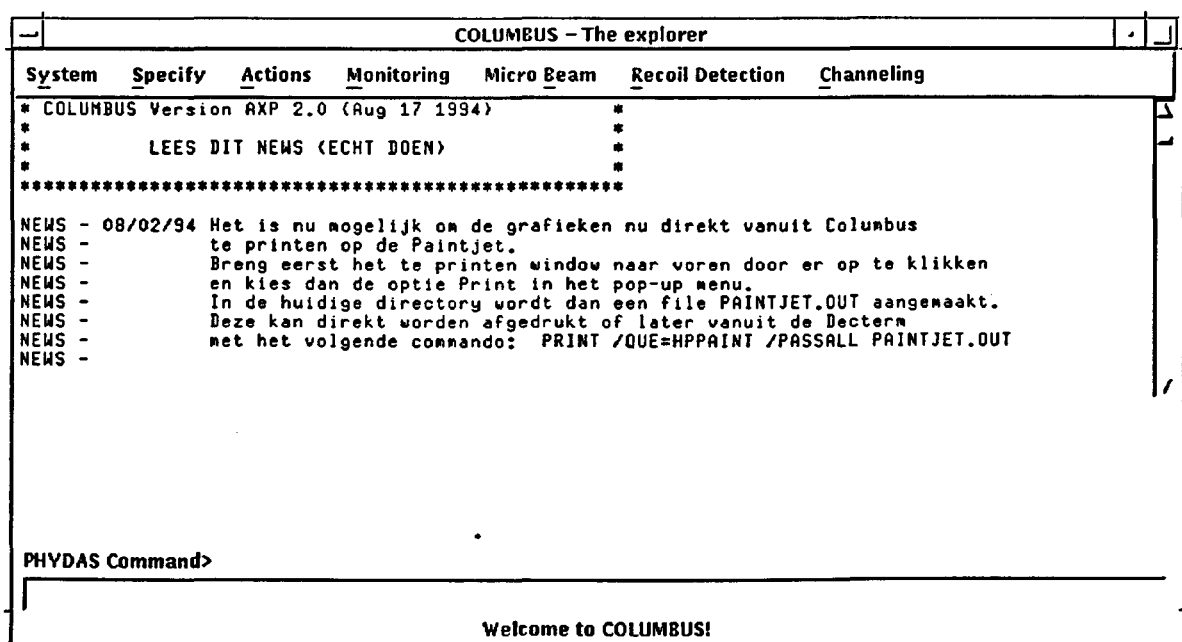 COLUMBUS – The explorer
System Specify Actions Monitoring Micro Beam Recoil Detection Channeling
* COLUMBUS Version AXP 2.0 (Aug 17 1994) *
* *
* LEES DIT NEWS (ECHT DOEN) *
* *
****************************************************
NEWS - 08/02/94 Het is nu mogelijk om de grafieken nu direkt vanuit Columbus
NEWS - te printen op de Paintjet.
NEWS - Breng eerst het te printen window naar voren door er op te klikken
NEWS - en kies dan de optie Print in het pop-up menu.
NEWS - In de huidige directory wordt dan een file PAINTJET.OUT aangemaakt.
NEWS - Deze kan direkt worden afgedrukt of later vanuit de Decterm
NEWS - met het volgende commando: PRINT /QUE=HPPAINT /PASSALL PAINTJET.OUT
NEWS -
PHYDAS Command>
Welcome to COLUMBUS!